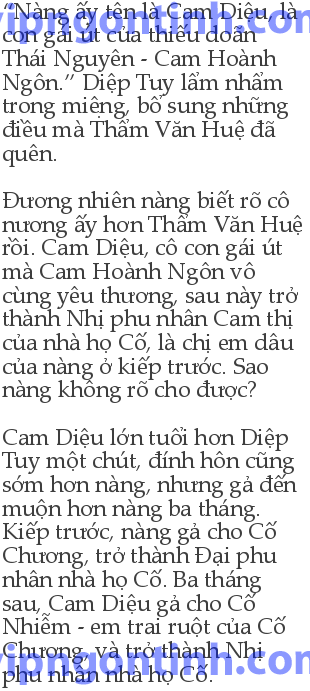 “Nàng ấy tên là Cam Diệu, là
con gái út của thiếu doãn
Thái Nguyên - Cam Hoành
Ngôn.” Diệp Tuy lẩm nhẩm
trong miệng, bổ sung những
điều mà Thẩm Văn Huệ đã
quên.
Đương nhiên nàng biết rõ cô
nương ấy hơn Thẩm Văn Huệ
rồi. Cam Diệu, cô con gái út
mà Cam Hoành Ngôn vô
cùng yêu thương, sau này trở
thành Nhị phu nhân Cam thị
của nhà họ Cố, là chị em dâu
của nàng ở kiếp trước. Sao
nàng không rõ cho được?
Cam Diệu lớn tuổi hơn Diệp
Tuy một chút, đính hôn cũng
sớm hơn nàng, nhưng gả đến
muộn hơn nàng ba tháng.
Kiếp trước, nàng gả cho Cố
Chương, trở thành Đại phu
nhân nhà họ Cố. Ba tháng
sau, Cam Diệu gả cho Cố
Nhiễm - em trai ruột của Cố
Chương, và trở thành Nhị
phu nhân nhà họ Cố.
vipngontinh.com
vipngontinh.com